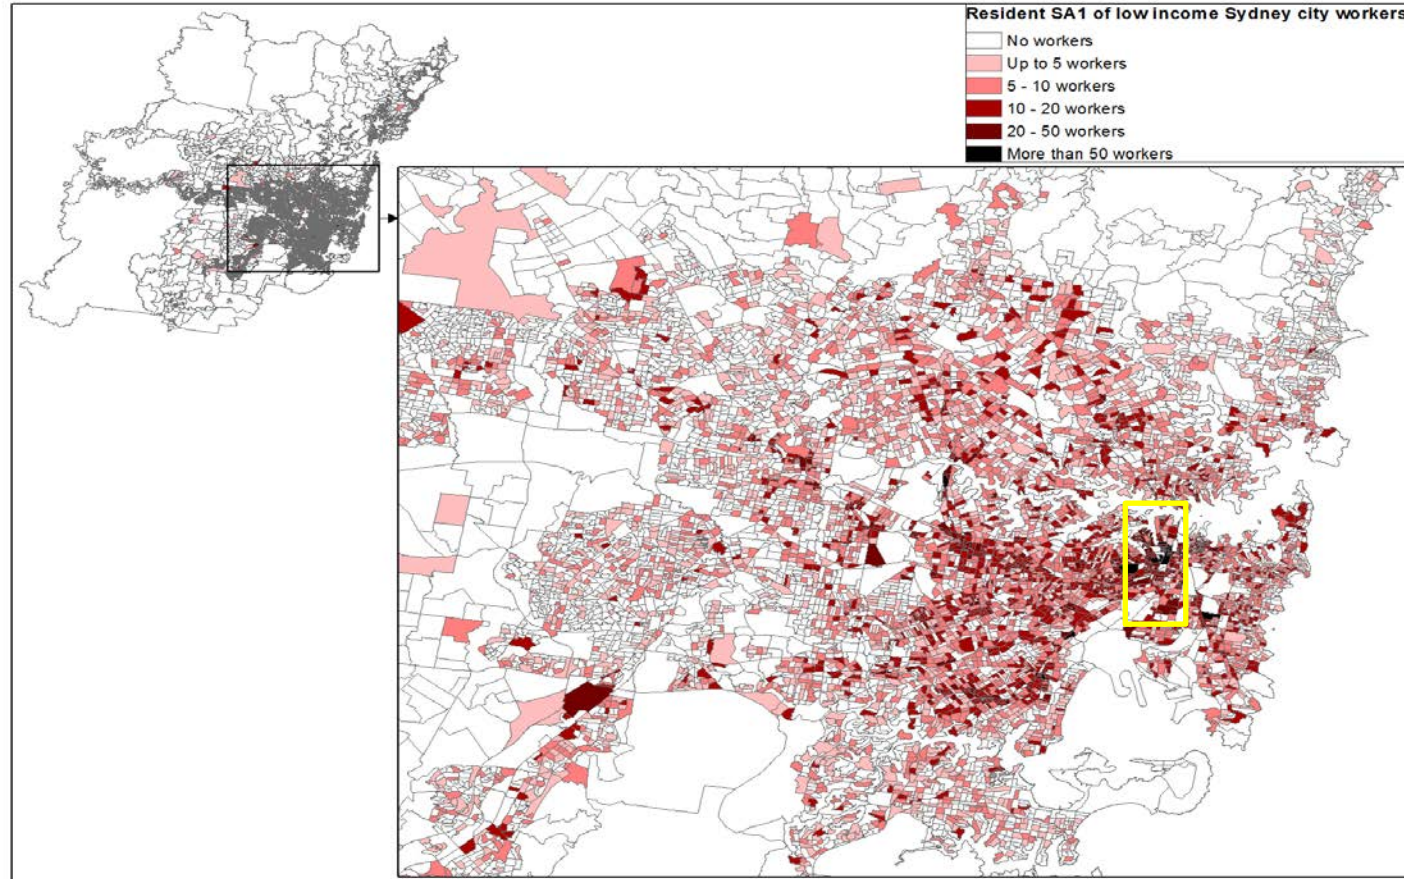 Resident SA1 of low income Sydney city workers
No workers
Up to 5 workers
5 - 10 workers
10 - 20 workers
20 - 50 workers
More than 50 workers